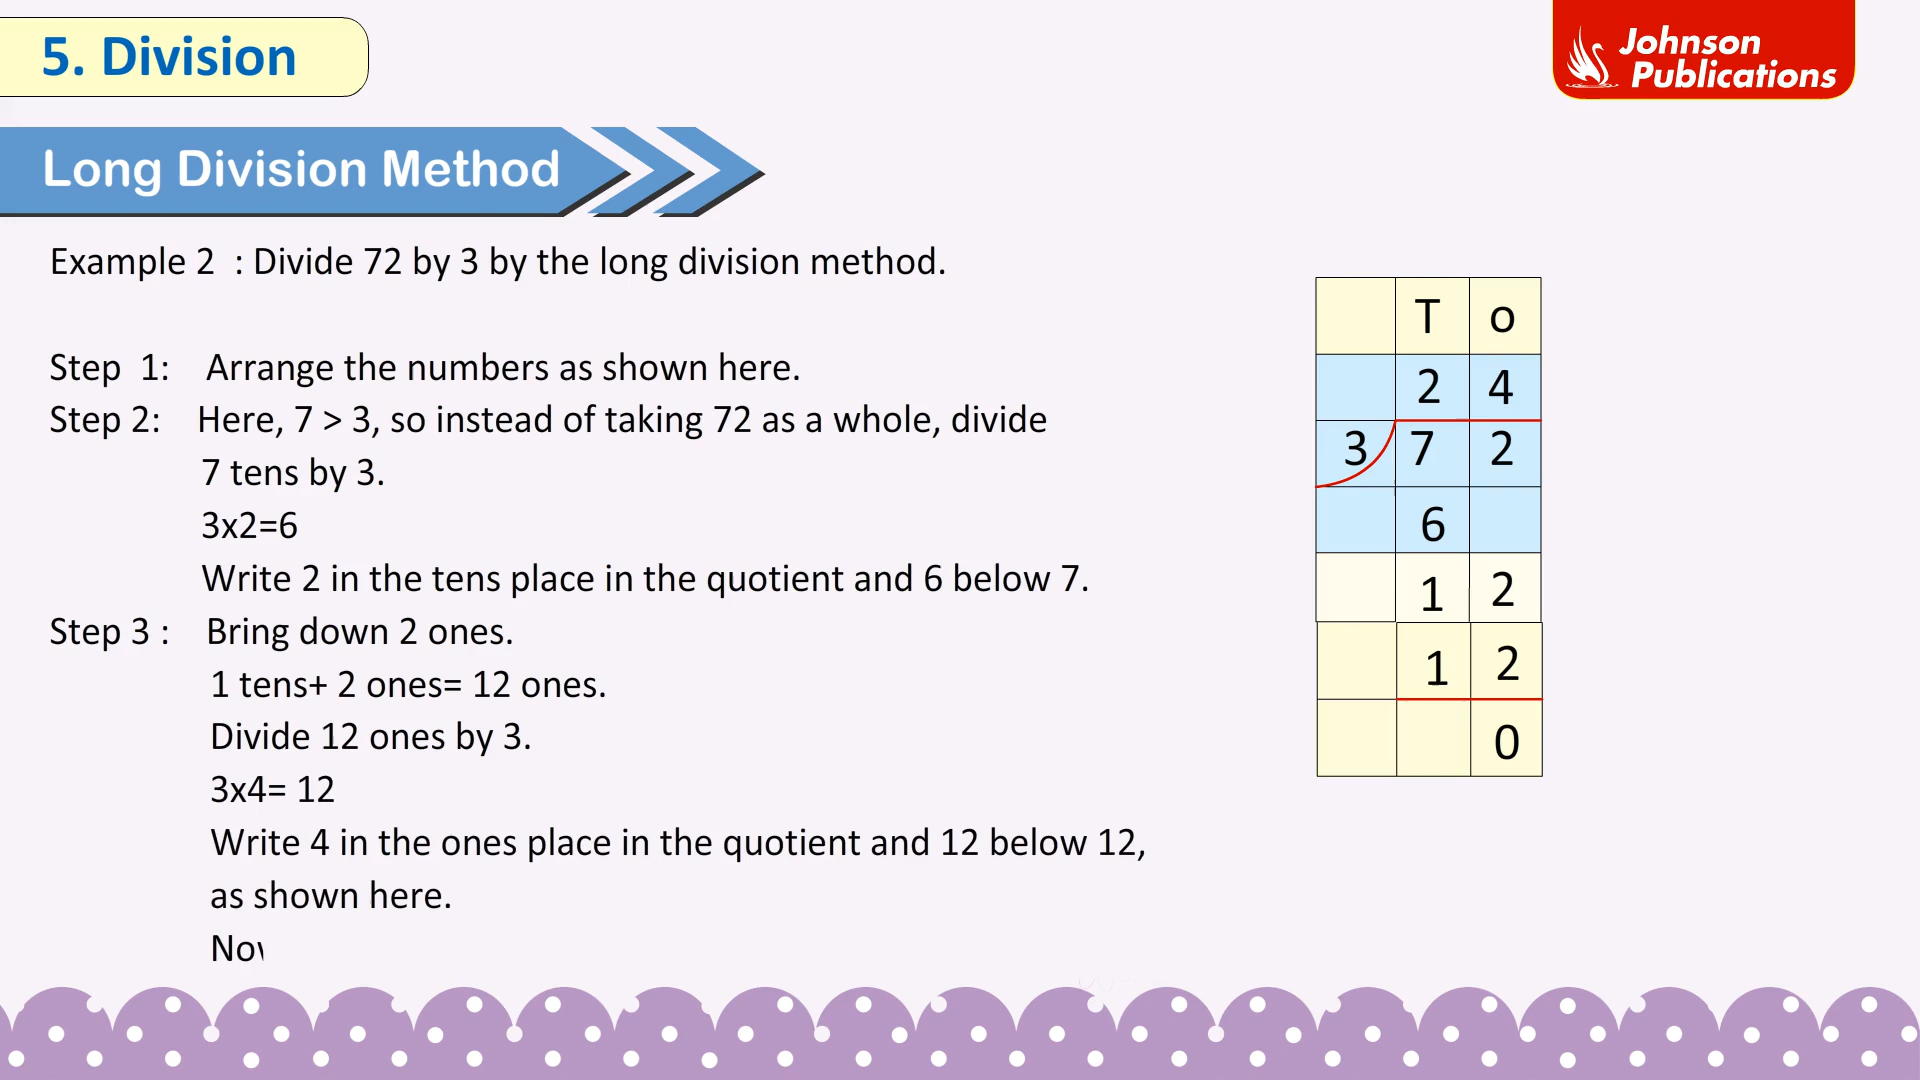 5. Division
Johnson
Publications
Long Division Method
Example 2 : Divide 72 by 3 by the long division method.
Step 1: Arrange the numbers as shown here.
Step 2: Here, 7 > 3, so instead of taking 72 as a whole, divide
7 tens by 3.
3x2=6
Write 2 in the tens place in the quotient and 6 below 7.
Step 3 : Bring down 2 ones.
1 tens+ 2 ones= 12 ones.
Divide 12 ones by 3.
3x4= 12
Write 4 in the ones place in the quotient and 12 below 12,
as shown here.
T o
2 4
3 7 2
6
1 2
1 2
0